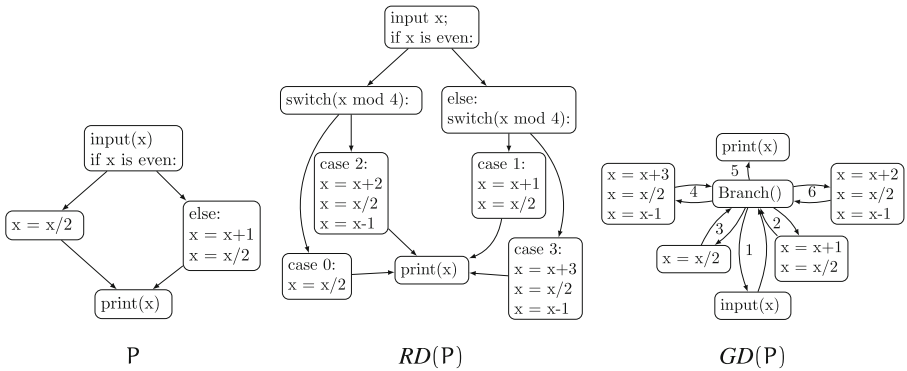 input(x)
if x is even:
x = x/2
else:
x = x+1
x = x/2
print(x)
P
input x;
if x is even:
switch(x mod 4):
else:
switch(x mod 4):
case 2:
x = x+2
x = x/2
x = x-1
case 1:
x = x+1
x = x/2
case 0:
x = x/2
print(x)
case 3:
x = x+3
x = x/2
x = x-1
RD(P)
print(x)
5
x = x+3
x = x/2
x = x-1
4
Branch()
6
x = x+2
x = x/2
x = x-1
3
2
1
x = x/2
x = x+1
x = x/2
input(x)
GD(P)